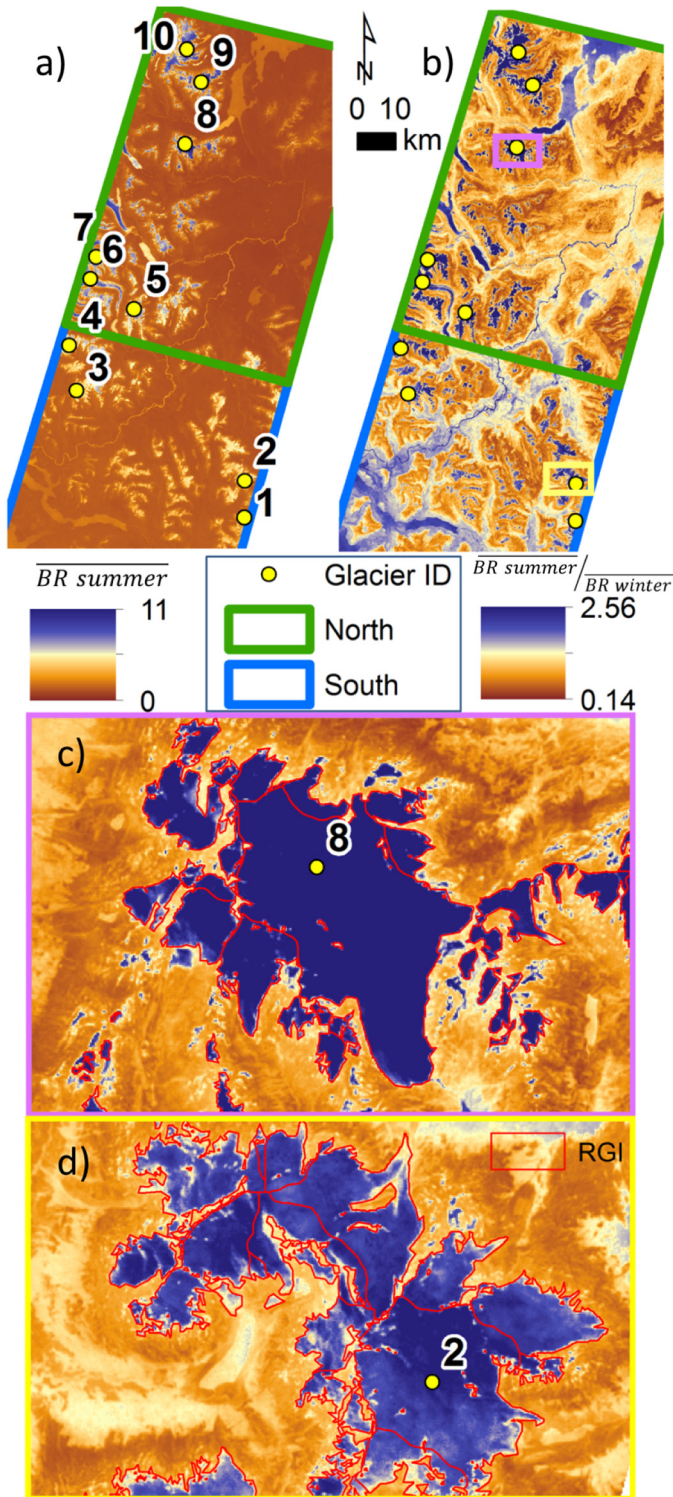 a)
10
9
8
7
6
5
4
3
2
1
N
0 10
km
b)
BR summer
11
0
Glacier ID
North
South
BR summer / BR winter
2.56
0.14
c)
8
d)
RGI
2